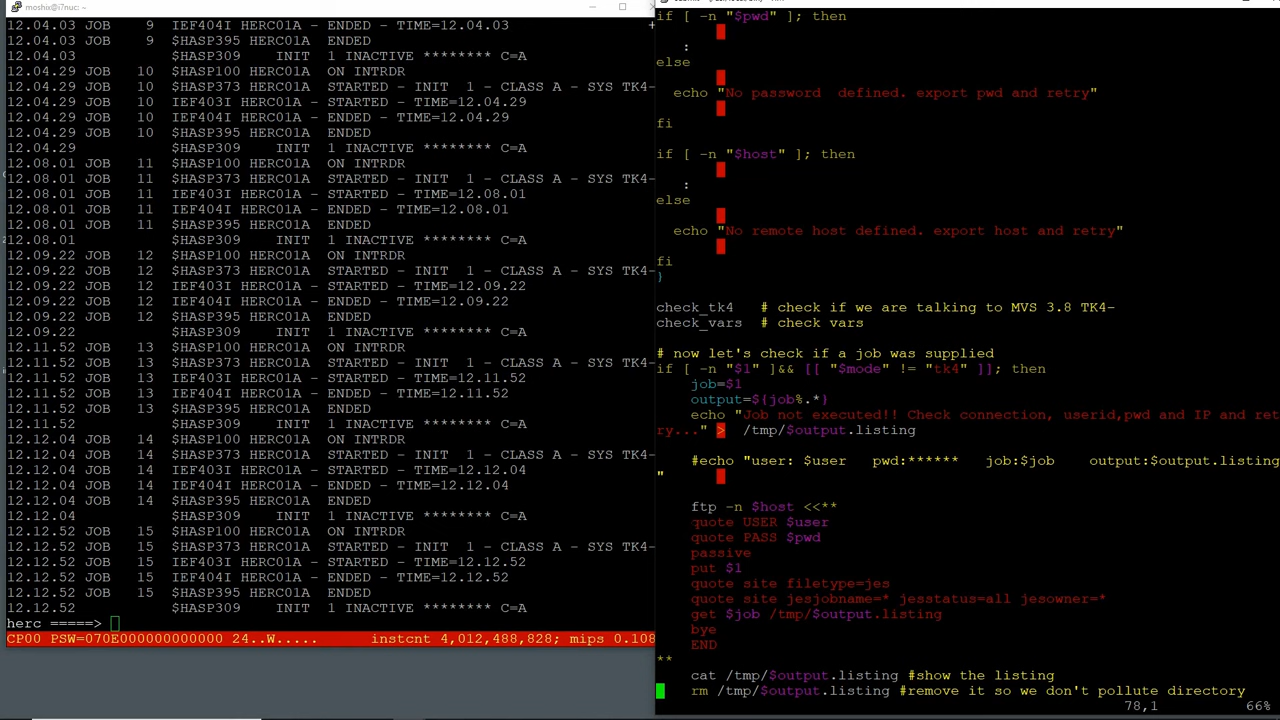 moshix@i7nuc: ~
12.04.03 JOB    9  IEF404I HERC01A - ENDED - TIME=12.04.03
12.04.03 JOB    9  $HASP395 HERC01A  ENDED
12.04.03           $HASP309    INIT  1 INACTIVE ******** C=A
12.04.29 JOB   10  $HASP100 HERC01A  ON INTRDR
12.04.29 JOB   10  $HASP373 HERC01A  STARTED - INIT  1 - CLASS A - SYS TK4-
12.04.29 JOB   10  IEF403I HERC01A - STARTED - TIME=12.04.29
12.04.29 JOB   10  IEF404I HERC01A - ENDED - TIME=12.04.29
12.04.29 JOB   10  $HASP395 HERC01A  ENDED
12.04.29           $HASP309    INIT  1 INACTIVE ******** C=A
12.08.01 JOB   11  $HASP100 HERC01A  ON INTRDR
12.08.01 JOB   11  $HASP373 HERC01A  STARTED - INIT  1 - CLASS A - SYS TK4-
12.08.01 JOB   11  IEF403I HERC01A - STARTED - TIME=12.08.01
12.08.01 JOB   11  IEF404I HERC01A - ENDED - TIME=12.08.01
12.08.01 JOB   11  $HASP395 HERC01A  ENDED
12.08.01           $HASP309    INIT  1 INACTIVE ******** C=A
12.09.22 JOB   12  $HASP100 HERC01A  ON INTRDR
12.09.22 JOB   12  $HASP373 HERC01A  STARTED - INIT  1 - CLASS A - SYS TK4-
12.09.22 JOB   12  IEF403I HERC01A - STARTED - TIME=12.09.22
12.09.22 JOB   12  IEF404I HERC01A - ENDED - TIME=12.09.22
12.09.22 JOB   12  $HASP395 HERC01A  ENDED
12.09.22           $HASP309    INIT  1 INACTIVE ******** C=A
12.11.52 JOB   13  $HASP100 HERC01A  ON INTRDR
12.11.52 JOB   13  $HASP373 HERC01A  STARTED - INIT  1 - CLASS A - SYS TK4-
12.11.52 JOB   13  IEF403I HERC01A - STARTED - TIME=12.11.52
12.11.52 JOB   13  IEF404I HERC01A - ENDED - TIME=12.11.52
12.11.52 JOB   13  $HASP395 HERC01A  ENDED
12.11.52           $HASP309    INIT  1 INACTIVE ******** C=A
12.12.04 JOB   14  $HASP100 HERC01A  ON INTRDR
12.12.04 JOB   14  $HASP373 HERC01A  STARTED - INIT  1 - CLASS A - SYS TK4-
12.12.04 JOB   14  IEF403I HERC01A - STARTED - TIME=12.12.04
12.12.04 JOB   14  IEF404I HERC01A - ENDED - TIME=12.12.04
12.12.04 JOB   14  $HASP395 HERC01A  ENDED
12.12.04           $HASP309    INIT  1 INACTIVE ******** C=A
12.12.52 JOB   15  $HASP100 HERC01A  ON INTRDR
12.12.52 JOB   15  $HASP373 HERC01A  STARTED - INIT  1 - CLASS A - SYS TK4-
12.12.52 JOB   15  IEF403I HERC01A - STARTED - TIME=12.12.52
12.12.52 JOB   15  IEF404I HERC01A - ENDED - TIME=12.12.52
12.12.52 JOB   15  $HASP395 HERC01A  ENDED
12.12.52           $HASP309    INIT  1 INACTIVE ******** C=A
herc =====>
CP00 PSW=070E000000000000 24..W.....      instcnt 4,012,488,828; mips 0.108
if [ -n "$pwd" ]; then
:
else
echo "No password  defined. export pwd and retry"
fi
if [ -n "$host" ]; then
:
else
echo "No remote host defined. export host and retry"
fi
}
check_tk4   # check if we are talking to MVS 3.8 TK4-
check_vars  # check vars
# now let's check if a job was supplied
if [ -n "$1" ]&& [[ "$mode" != "tk4" ]]; then
job=$1
output=${job%.*}
echo "Job not executed!! Check connection, userid,pwd and IP and ret
ry..." >  /tmp/$output.listing
#echo "user: $user   pwd:******   job:$job    output:$output.listing
"
ftp -n $host <<**
quote USER $user
quote PASS $pwd
passive
put $1
quote site filetype=jes
quote site jesjobname=* jesstatus=all jesowner=*
get $job /tmp/$output.listing
bye
END
**
cat /tmp/$output.listing #show the listing
rm /tmp/$output.listing #remove it so we don't pollute directory
78,1          66%